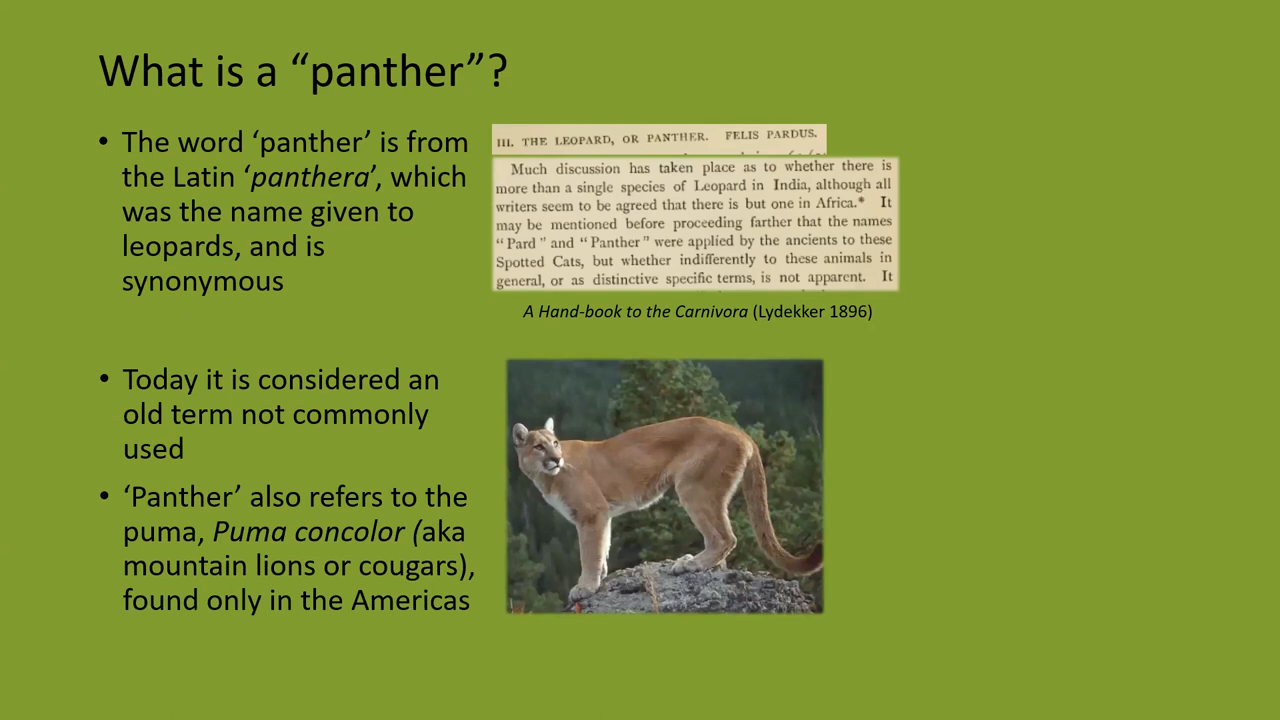 What is a “panther”?
• The word ‘panther’ is from
the Latin ‘panthera’, which
was the name given to
leopards, and is
synonymous
III. THE LEOPARD, OR PANTHER. FELIS PARDUS.
Much discussion has taken place as to whether there is
more than a single species of Leopard in India, although all
writers seem to be agreed that there is but one in Africa.* It
may be mentioned before proceeding farther that the names
“Pard” and “Panther” were applied by the ancients to these
Spotted Cats, but whether indifferently to these animals in
general, or as distinctive specific terms, is not apparent. It
A Hand-book to the Carnivora (Lydekker 1896)
• Today it is considered an
old term not commonly
used
• ‘Panther’ also refers to the
puma, Puma concolor (aka
mountain lions or cougars),
found only in the Americas